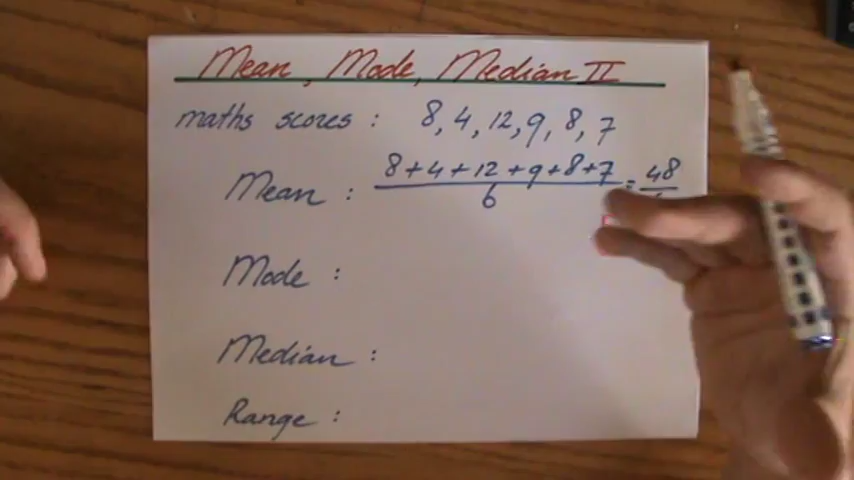 Mean, Mode, Median II
maths scores : 8, 4, 12, 9, 8, 7
Mean : 8+4+12+9+8+7 = 48
6
Mode :
Median :
Range :